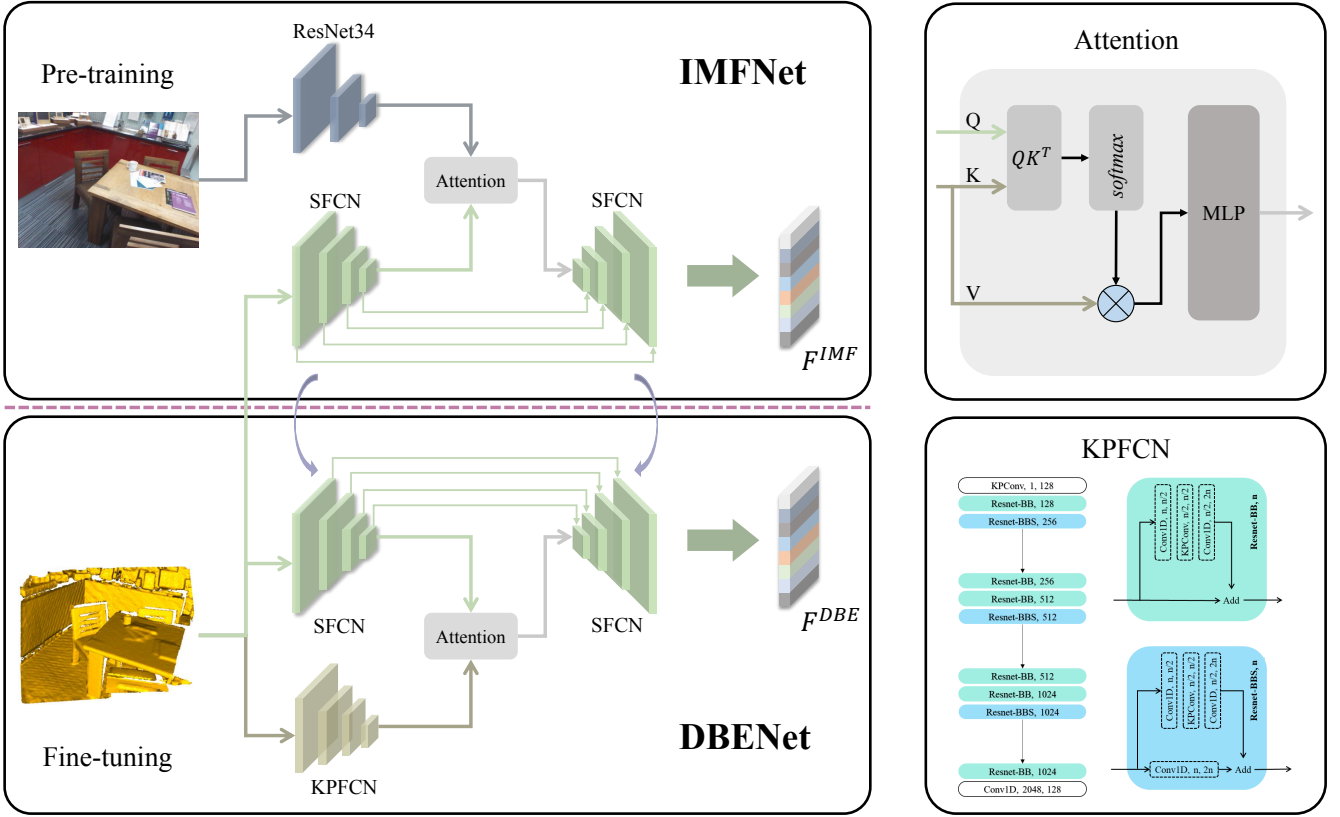 ResNet34
Pre-training
IMFNet
Attention
SFCN
SFCN
F^{IMF}
SFCN
SFCN
Attention
F^{DBE}
Fine-tuning
KPFCN
DBENet
Attention
Q
K
V
QK^T
softmax
MLP
KPFCN
KPConv, 1, 128
Resnet-BB, 128
Resnet-BBS, 256
Resnet-BB, 256
Resnet-BB, 512
Resnet-BBS, 512
Resnet-BB, 512
Resnet-BB, 1024
Resnet-BBS, 1024
Resnet-BB, 1024
Conv1D, 2048, 128
Conv1D, n, n/2
KPConv, n/2, n/2
Conv1D, n/2, 2n
Resnet-BB, n
Add
Conv1D, n, n/2
KPConv, n/2, n/2
Conv1D, n/2, 2n
Resnet-BBS, n
Conv1D, n, 2n
Add